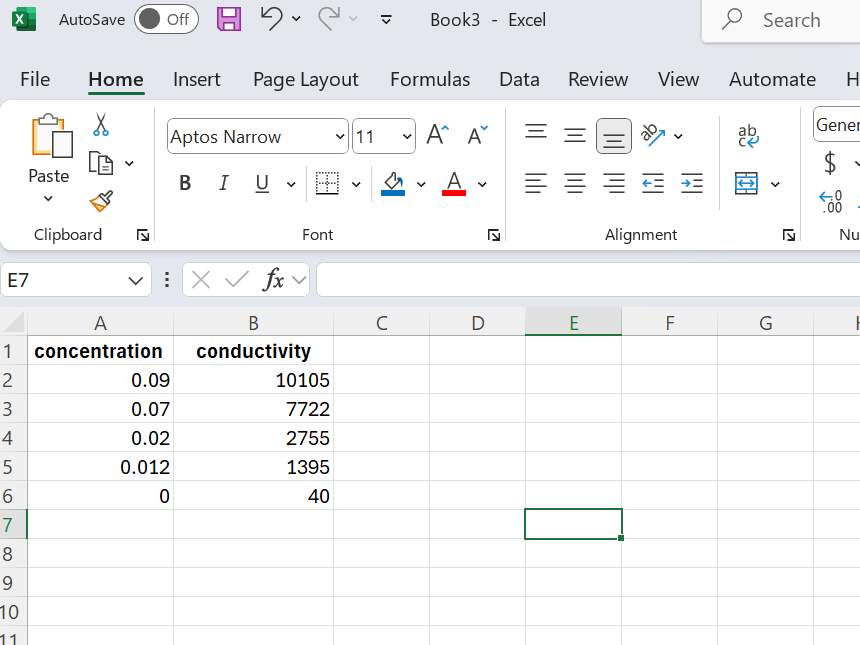 AutoSave Off Book3 - Excel Search
File Home Insert Page Layout Formulas Data Review View Automate H
Paste Aptos Narrow 11 A A ab c Gener
B I U A $ .00
Clipboard Font Alignment Nu
E7 fx
A B C D E F G H
1 concentration conductivity
2 0.09 10105
3 0.07 7722
4 0.02 2755
5 0.012 1395
6 0 40
7
8
9
10
11